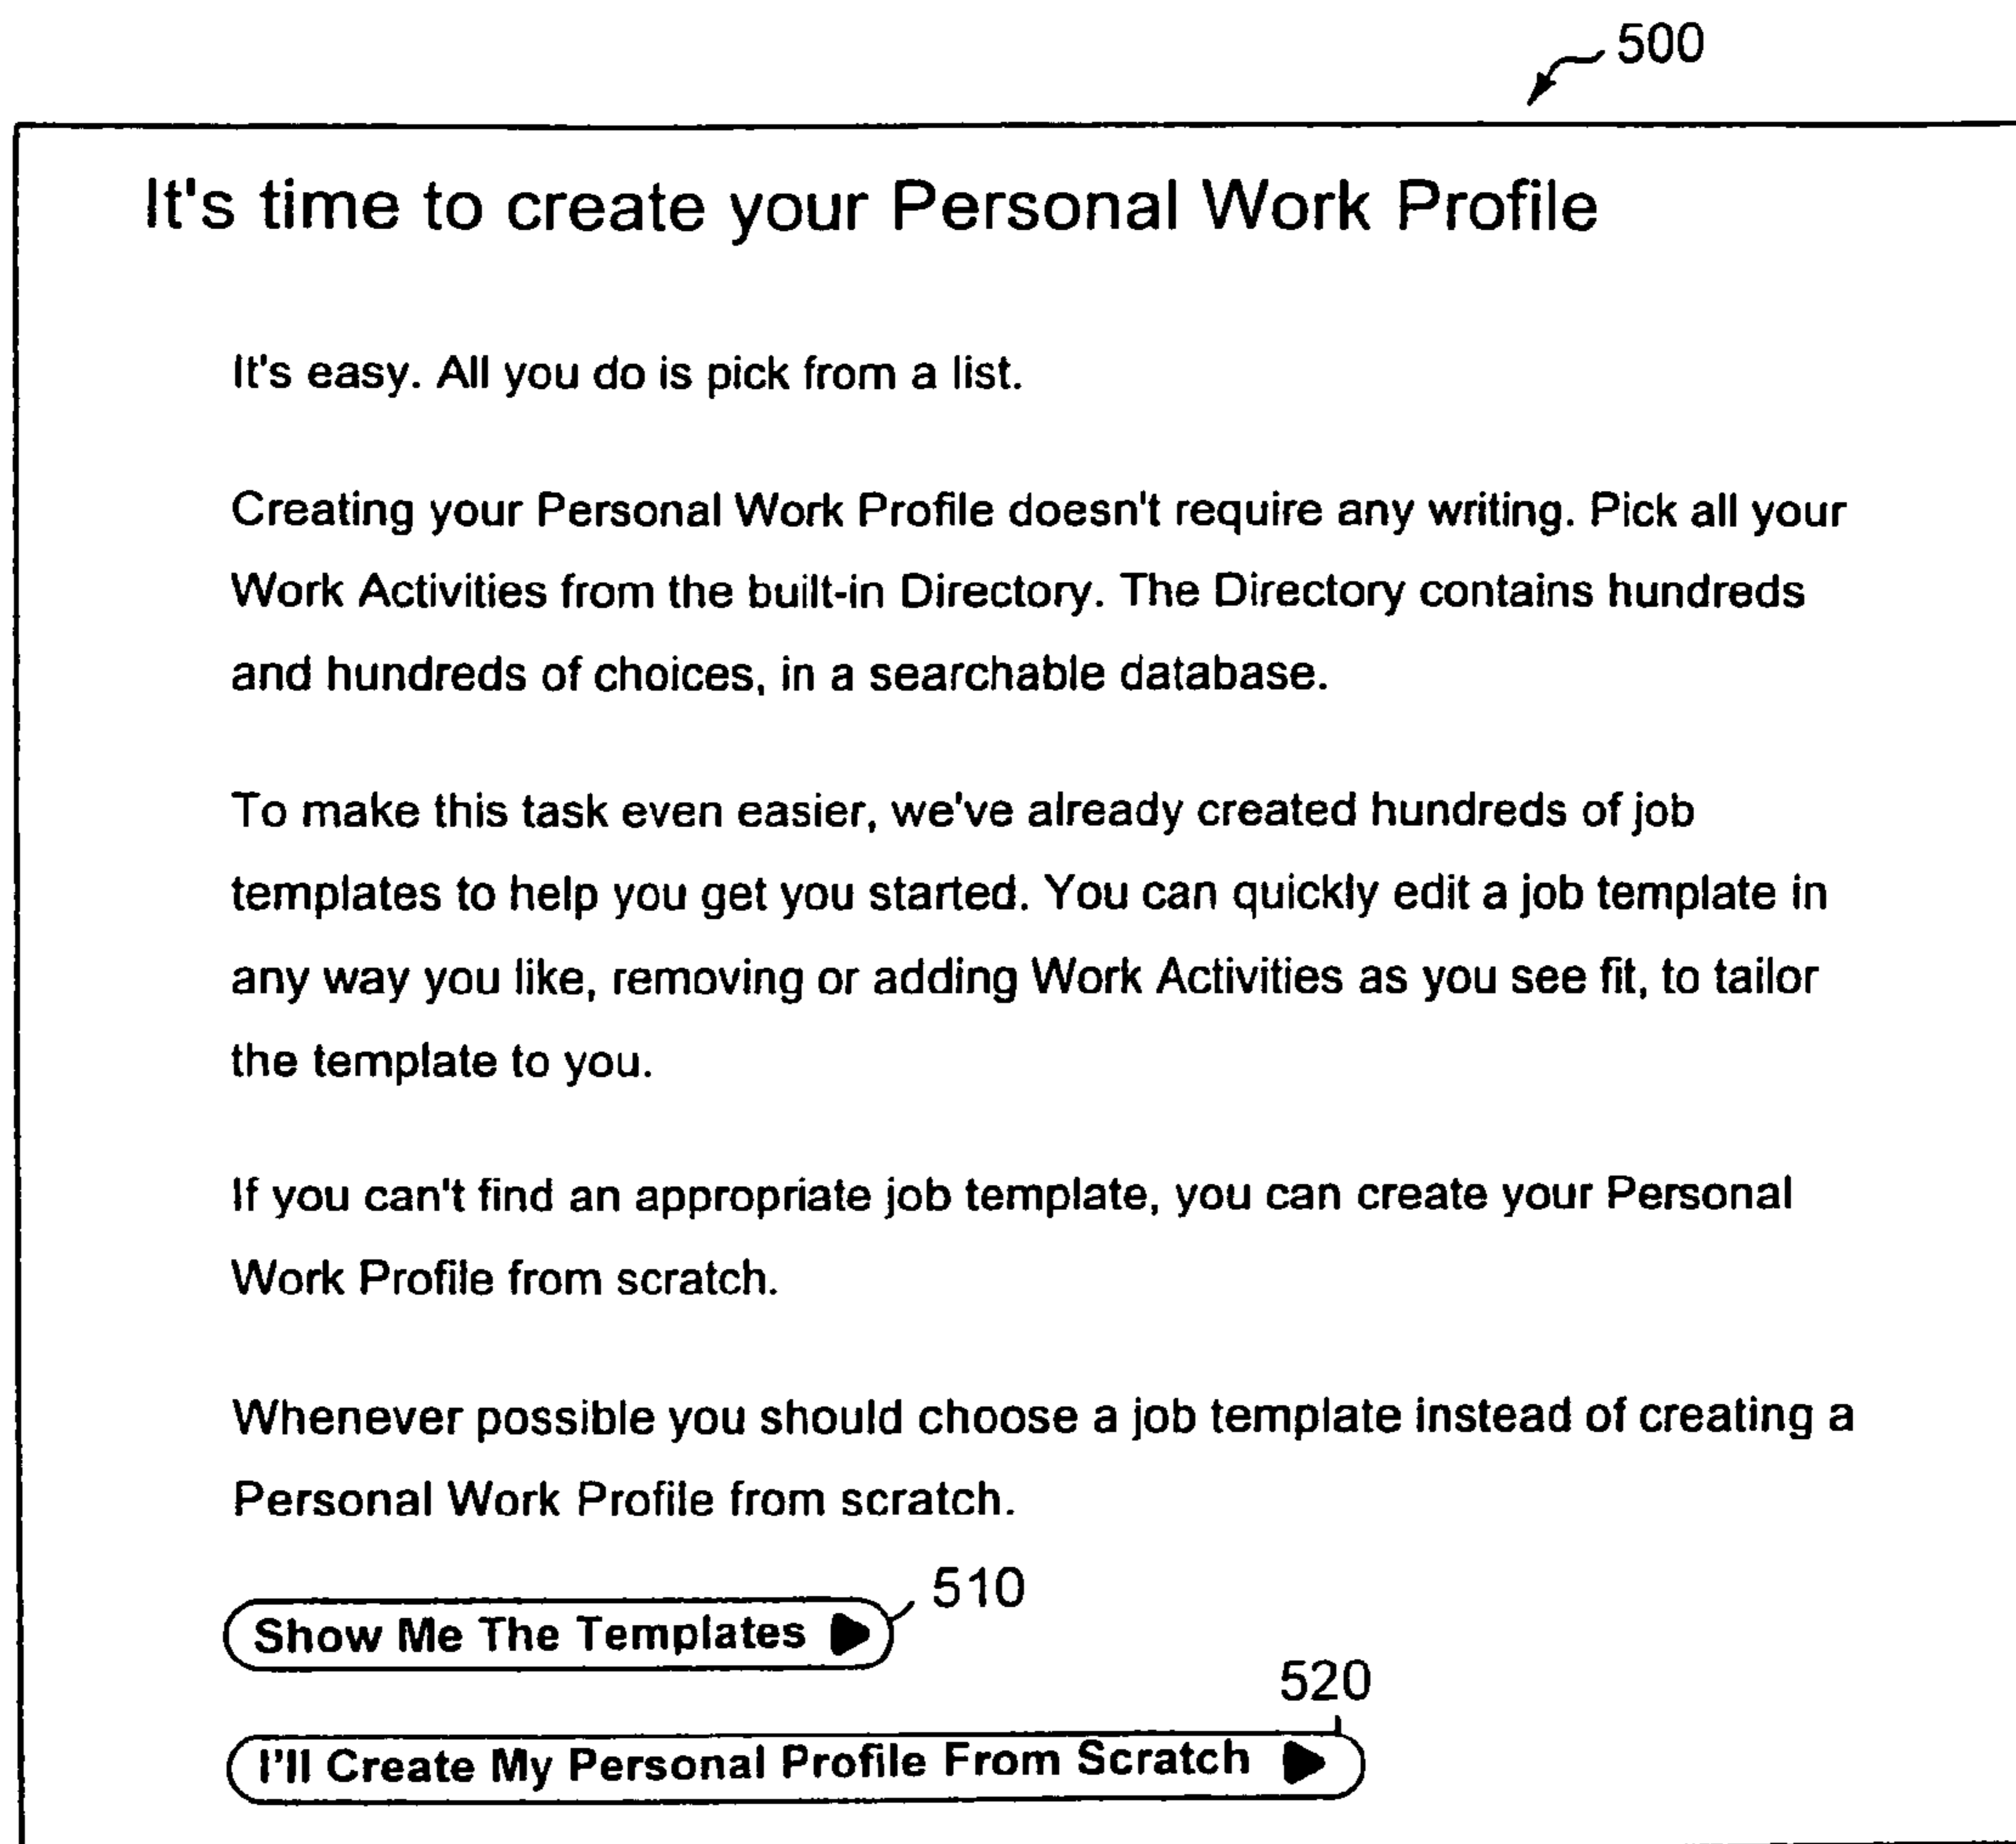 500
It's time to create your Personal Work Profile
It's easy. All you do is pick from a list.
Creating your Personal Work Profile doesn't require any writing. Pick all your
Work Activities from the built-in Directory. The Directory contains hundreds
and hundreds of choices, in a searchable database.
To make this task even easier, we've already created hundreds of job
templates to help you get you started. You can quickly edit a job template in
any way you like, removing or adding Work Activities as you see fit, to tailor
the template to you.
If you can't find an appropriate job template, you can create your Personal
Work Profile from scratch.
Whenever possible you should choose a job template instead of creating a
Personal Work Profile from scratch.
510
Show Me The Templates
520
I'll Create My Personal Profile From Scratch